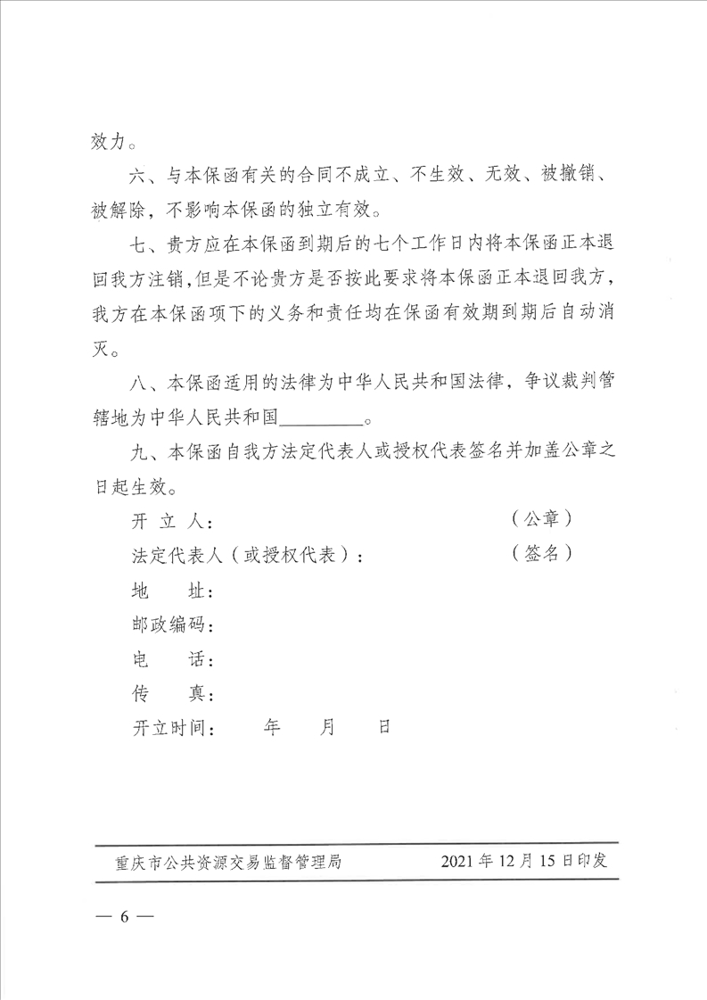 效力。
六、与本保函有关的合同不成立、不生效、无效、被撤销、
被解除，不影响本保函的独立有效。
七、贵方应在本保函到期后的七个工作日内将本保函正本退
回我方注销，但是不论贵方是否按此要求将本保函正本退回我方，
我方在本保函项下的义务和责任均在保函有效期到期后自动消
灭。
八、本保函适用的法律为中华人民共和国法律，争议裁判管
辖地为中华人民共和国________。
九、本保函自我方法定代表人或授权代表签名并加盖公章之
日起生效。
开 立 人： （公章）
法定代表人（或授权代表）： （签名）
地 址：
邮政编码：
电 话：
传 真：
开立时间： 年 月 日
重庆市公共资源交易监督管理局 2021年12月15日印发
— 6 —